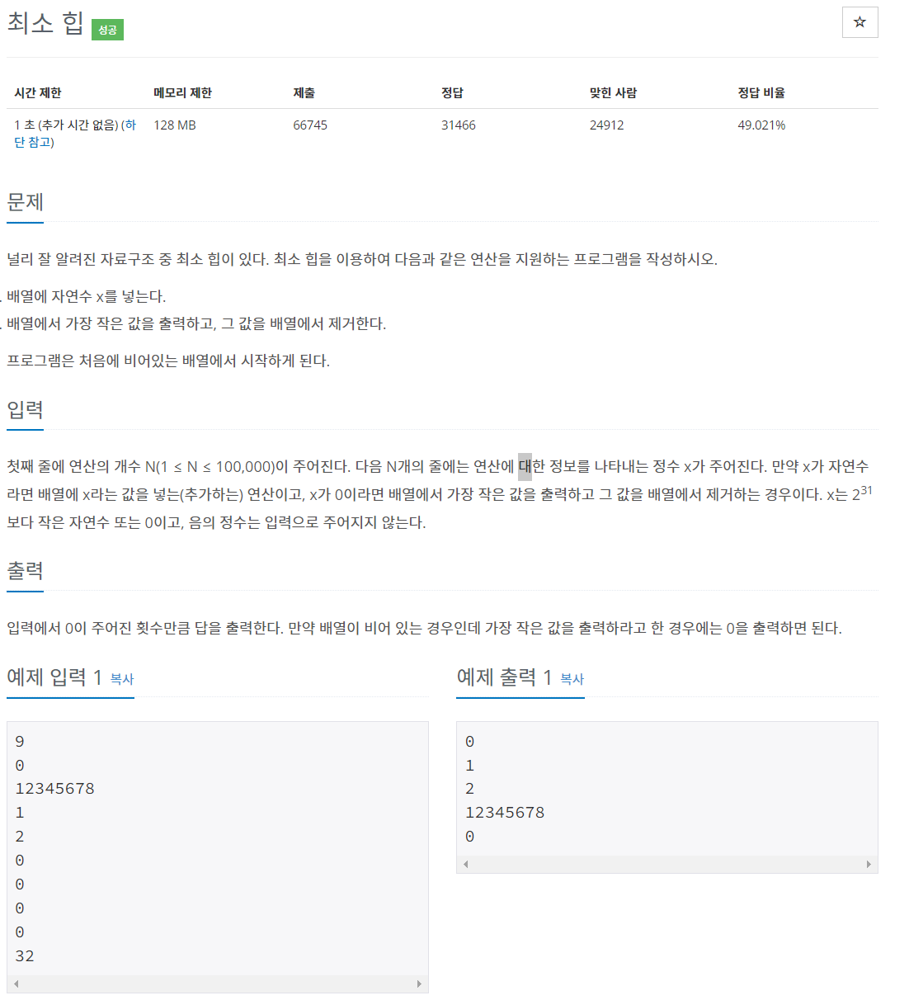 최소 힙 성공
☆
시간 제한 메모리 제한 제출 정답 맞힌 사람 정답 비율
1 초 (추가 시간 없음) (하 128 MB 66745 31466 24912 49.021%
단 참고)
문제
널리 잘 알려진 자료구조 중 최소 힙이 있다. 최소 힙을 이용하여 다음과 같은 연산을 지원하는 프로그램을 작성하시오.
. 배열에 자연수 x를 넣는다.
. 배열에서 가장 작은 값을 출력하고, 그 값을 배열에서 제거한다.
프로그램은 처음에 비어있는 배열에서 시작하게 된다.
입력
첫째 줄에 연산의 개수 N(1 ≤ N ≤ 100,000)이 주어진다. 다음 N개의 줄에는 연산에 대한 정보를 나타내는 정수 x가 주어진다. 만약 x가 자연수
라면 배열에 x라는 값을 넣는(추가하는) 연산이고, x가 0이라면 배열에서 가장 작은 값을 출력하고 그 값을 배열에서 제거하는 경우이다. x는 2³¹
보다 작은 자연수 또는 0이고, 음의 정수는 입력으로 주어지지 않는다.
출력
입력에서 0이 주어진 횟수만큼 답을 출력한다. 만약 배열이 비어 있는 경우인데 가장 작은 값을 출력하라고 한 경우에는 0을 출력하면 된다.
예제 입력 1 복사
9
0
12345678
1
2
0
0
0
0
32
예제 출력 1 복사
0
1
2
12345678
0